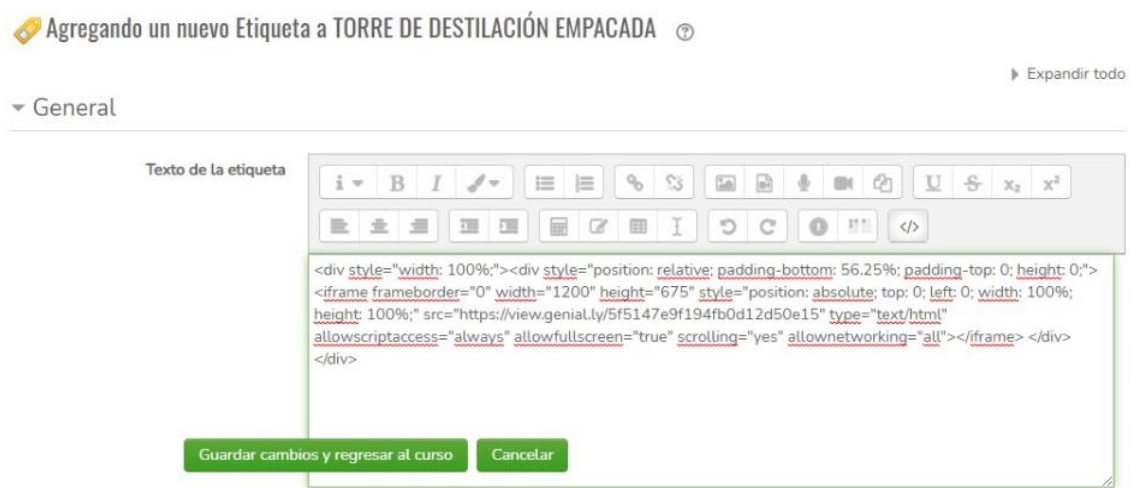 Agregando un nuevo Etiqueta a TORRE DE DESTILACIÓN EMPACADA
Expandir todo
General
Texto de la etiqueta
<div style="width: 100%;"><div style="position: relative; padding-bottom: 56.25%; padding-top: 0; height: 0;">
<iframe frameborder="0" width="1200" height="675" style="position: absolute; top: 0; left: 0; width: 100%;
height: 100%;" src="https://view.genial.ly/5f5147e9f194fb0d12d50e15" type="text/html"
allowscriptaccess="always" allowfullscreen="true" scrolling="yes" allownetworking="all"></iframe> </div>
</div>
Guardar cambios y regresar al curso Cancelar